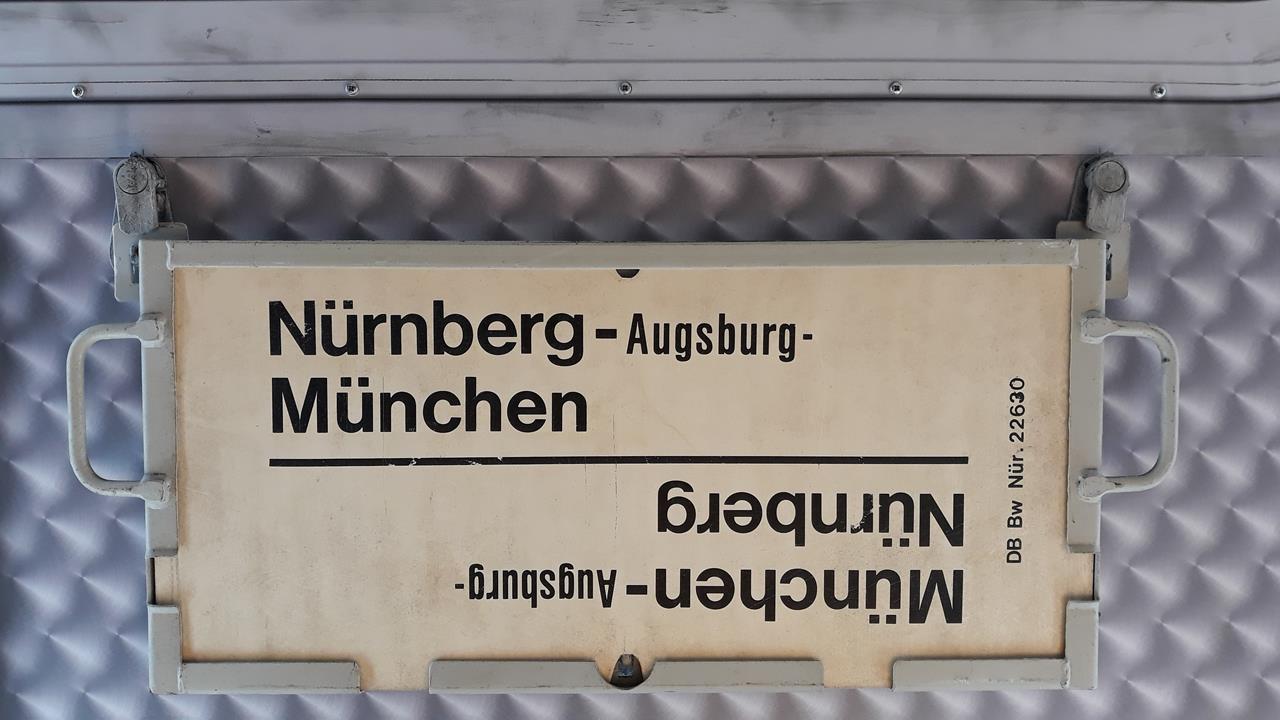 Nürnberg-Augsburg-
München
München-Augsburg-
Nürnberg
DB Bw Nür. 22630